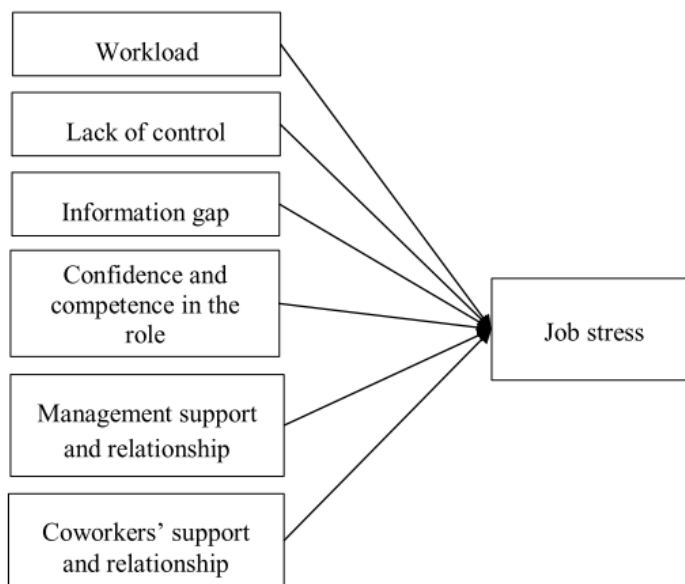 Workload
Lack of control
Information gap
Confidence and
competence in the
role
Management support
and relationship
Coworkers’ support
and relationship
Job stress